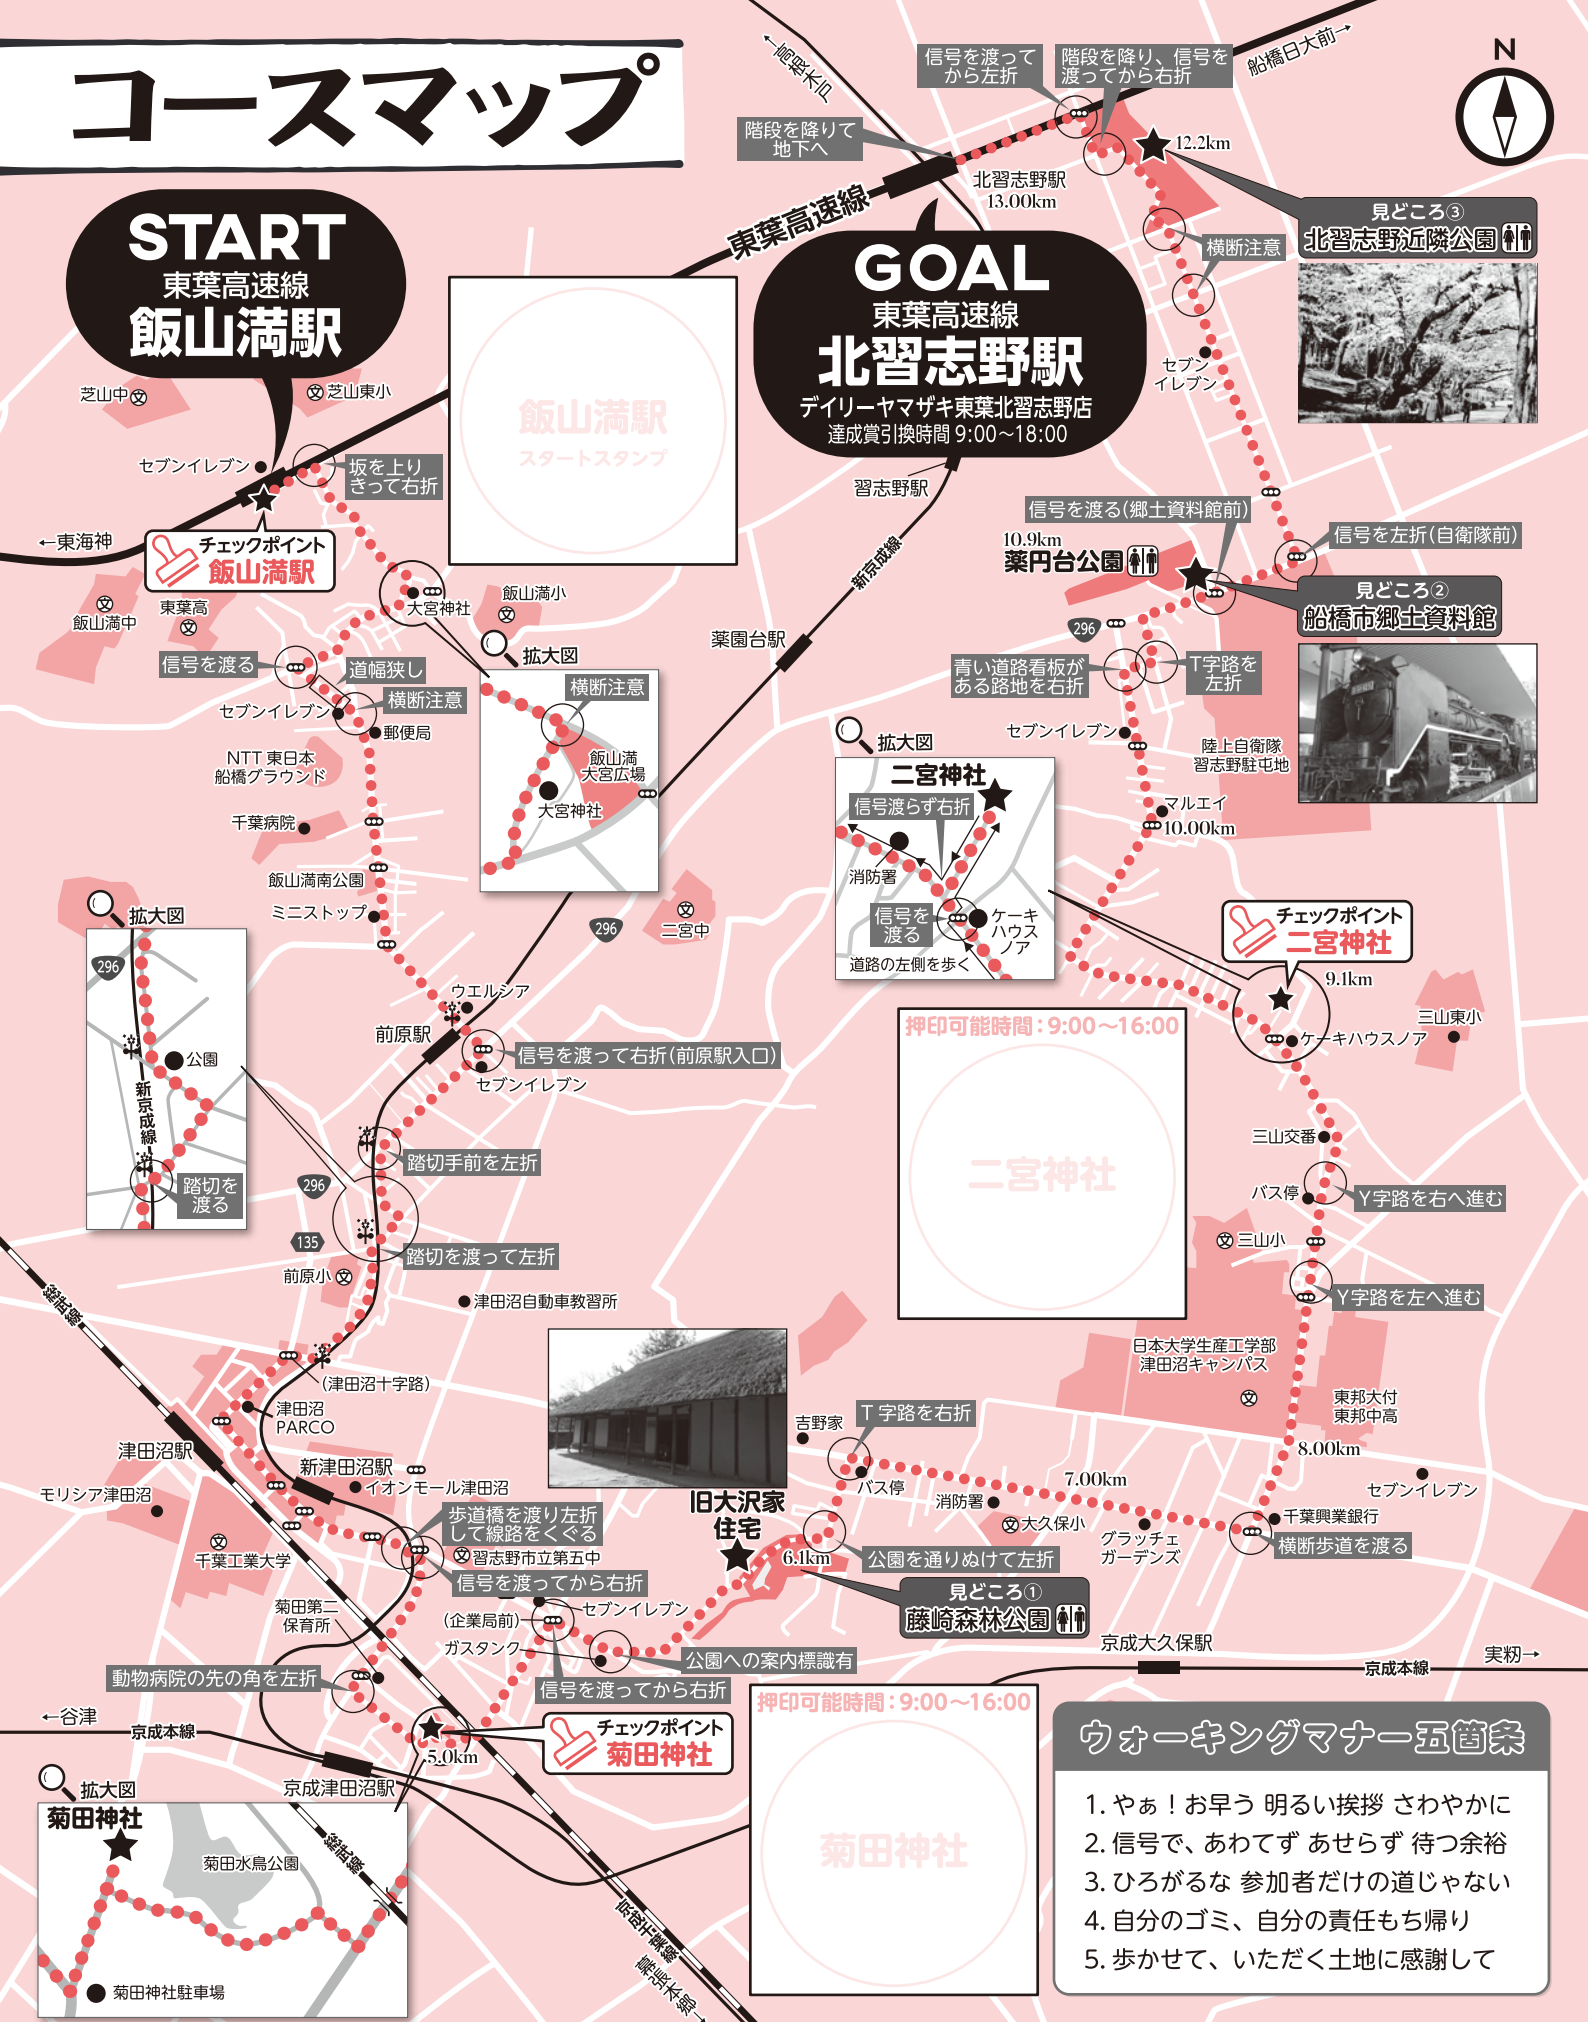 コースマップ
START
東葉高速線
飯山満駅
GOAL
東葉高速線
北習志野駅
デイリーヤマザキ東葉北習志野店
達成賞引換時間 9:00〜18:00
N
←高根木戸
信号を渡って
から左折
階段を降り、信号を
渡ってから右折
船橋日大前→
階段を降りて
地下へ
12.2km
北習志野駅
13.00km
東葉高速線
見どころ③
北習志野近隣公園
横断注意
セブン
イレブン
飯山満駅
スタートスタンプ
芝山中
文
文
芝山東小
セブンイレブン
坂を上り
きって右折
←東海神
チェックポイント
飯山満駅
習志野駅
新京成線
信号を渡る(郷土資料館前)
10.9km
薬円台公園
信号を左折(自衛隊前)
見どころ②
船橋市郷土資料館
文
飯山満中
東葉高
文
大宮神社
飯山満小
文
薬園台駅
296
信号を渡る
道幅狭し
横断注意
セブンイレブン
郵便局
拡大図
横断注意
飯山満
大宮広場
大宮神社
青い道路看板が
ある路地を右折
T字路を
左折
セブンイレブン
陸上自衛隊
習志野駐屯地
マルエイ
10.00km
NTT 東日本
船橋グラウンド
千葉病院
飯山満南公園
ミニストップ
拡大図
二宮神社
信号渡らず右折
消防署
信号を
渡る
ケーキ
ハウス
ノア
道路の左側を歩く
296
文
二宮中
チェックポイント
二宮神社
9.1km
三山東小
ケーキハウスノア
拡大図
296
公園
新京成線
踏切を
渡る
ウエルシア
前原駅
信号を渡って右折(前原駅入口)
セブンイレブン
押印可能時間：9:00〜16:00
二宮神社
三山交番
バス停
Y字路を右へ進む
文
三山小
Y字路を左へ進む
踏切手前を左折
296
135
踏切を渡って左折
前原小
文
総武線
津田沼自動車教習所
日本大学生産工学部
津田沼キャンパス
文
東邦大付
東邦中高
(津田沼十字路)
津田沼
PARCO
津田沼駅
新津田沼駅
イオンモール津田沼
モリシア津田沼
文
千葉工業大学
歩道橋を渡り左折
して線路をくぐる
文
習志野市立第五中
信号を渡ってから右折
吉野家
T 字路を右折
バス停
7.00km
消防署
文
大久保小
グラッチェ
ガーデンズ
8.00km
セブンイレブン
千葉興業銀行
横断歩道を渡る
旧大沢家
住宅
6.1km
公園を通りぬけて左折
見どころ①
藤崎森林公園
菊田第二
保育所
(企業局前)
セブンイレブン
ガスタンク
公園への案内標識有
信号を渡ってから右折
動物病院の先の角を左折
京成大久保駅
京成本線
実籾→
←谷津
京成本線
チェックポイント
菊田神社
5.0km
京成津田沼駅
拡大図
菊田神社
菊田水鳥公園
総武線
菊田神社駐車場
京成千葉線
幕張本郷→
押印可能時間：9:00〜16:00
菊田神社
ウォーキングマナー五箇条
1. やぁ！お早う 明るい挨拶 さわやかに
2. 信号で、あわてず あせらず 待つ余裕
3. ひろがるな 参加者だけの道じゃない
4. 自分のゴミ、自分の責任もち帰り
5. 歩かせて、いただく土地に感謝して